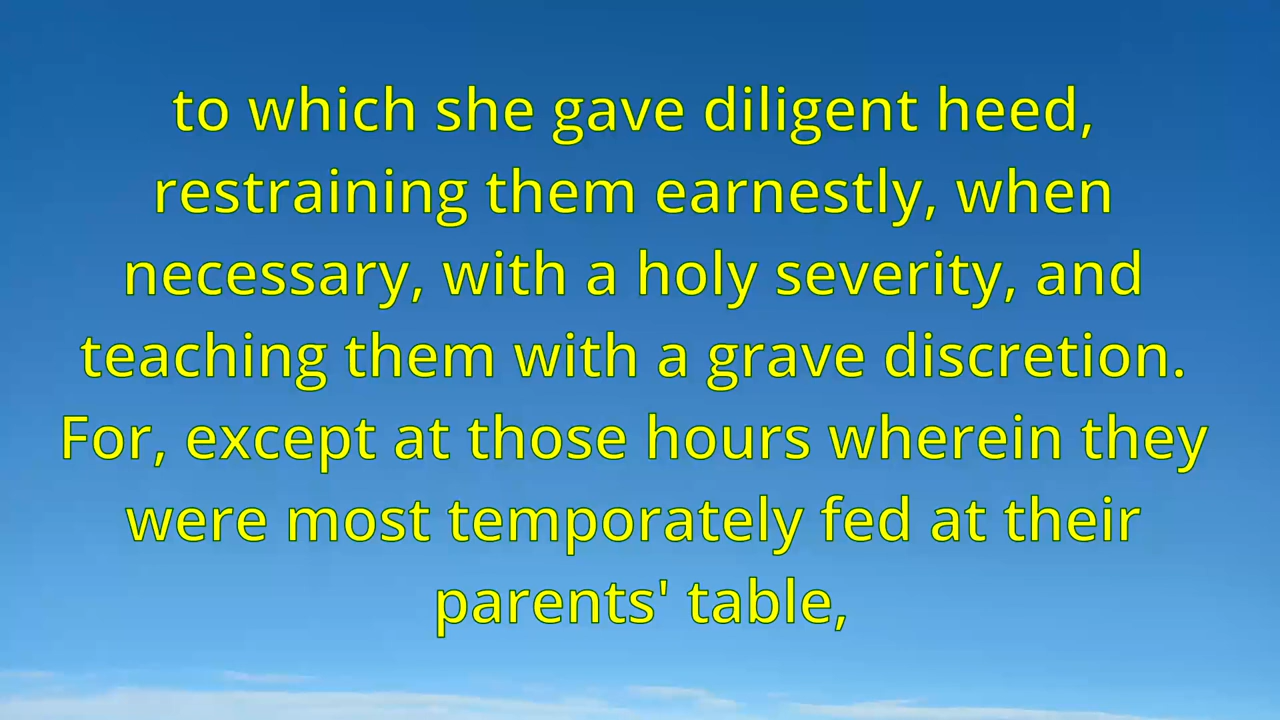 to which she gave diligent heed,
restraining them earnestly, when
necessary, with a holy severity, and
teaching them with a grave discretion.
For, except at those hours wherein they
were most temporately fed at their
parents' table,